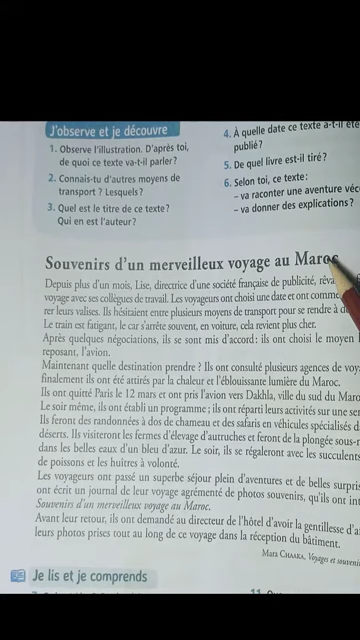 J'observe et je découvre
1. Observe l'illustration. D'après toi,
de quoi ce texte va-t-il parler?
2. Connais-tu d'autres moyens de
transport ? Lesquels?
3. Quel est le titre de ce texte?
Qui en est l'auteur?
4. À quelle date ce texte a-t-il été
publié?
5. De quel livre est-il tiré?
6. Selon toi, ce texte:
– va raconter une aventure
– va donner des explications?
Souvenirs d'un merveilleux voyage au Maroc
Depuis plus d'un mois, Lise, directrice d'une société française de publicité,
voyage avec ses collègues de travail. Les voyageurs ont choisi une date et ont
rer leurs valises. Ils hésitaient entre plusieurs moyens de transport pour se rendre à
Le train est fatigant, le car s'arrête souvent, en voiture, cela revient plus cher.
Après quelques négociations, ils se sont mis d'accord : ils ont choisi le moyen
reposant, l'avion.
Maintenant quelle destination prendre ? Ils ont consulté plusieurs agences de
finalement ils ont été attirés par la chaleur et l'éblouissante lumière du Maroc.
Ils ont quitté Paris le 12 mars et ont pris l'avion vers Dakhla, ville du sud du
Le soir même, ils ont établi un programme ; ils ont réparti leurs activités sur une
Ils feront des randonnées à dos de chameau et de safaris en véhicules spécialisés
déserts. Ils visiteront les fermes d'élevage d'autruches et feront de la plongée
dans les belles eaux d'un bleu d'azur. Le soir, ils se régaleront avec les succulents
de poissons et les huîtres à volonté.
Les voyageurs ont passé un superbe séjour plein d'aventures et de belles
ont écrit un journal de leur voyage agrémenté de photos souvenirs, qu'ils ont
Souvenirs d'un merveilleux voyage au Maroc.
Avant leur retour, ils ont demandé au directeur de l'hôtel d'avoir la gentillesse
leurs photos prises tout au long de ce voyage dans la réception du bâtiment.
Mara CHAAKA, Voyages et
Je lis et je comprends